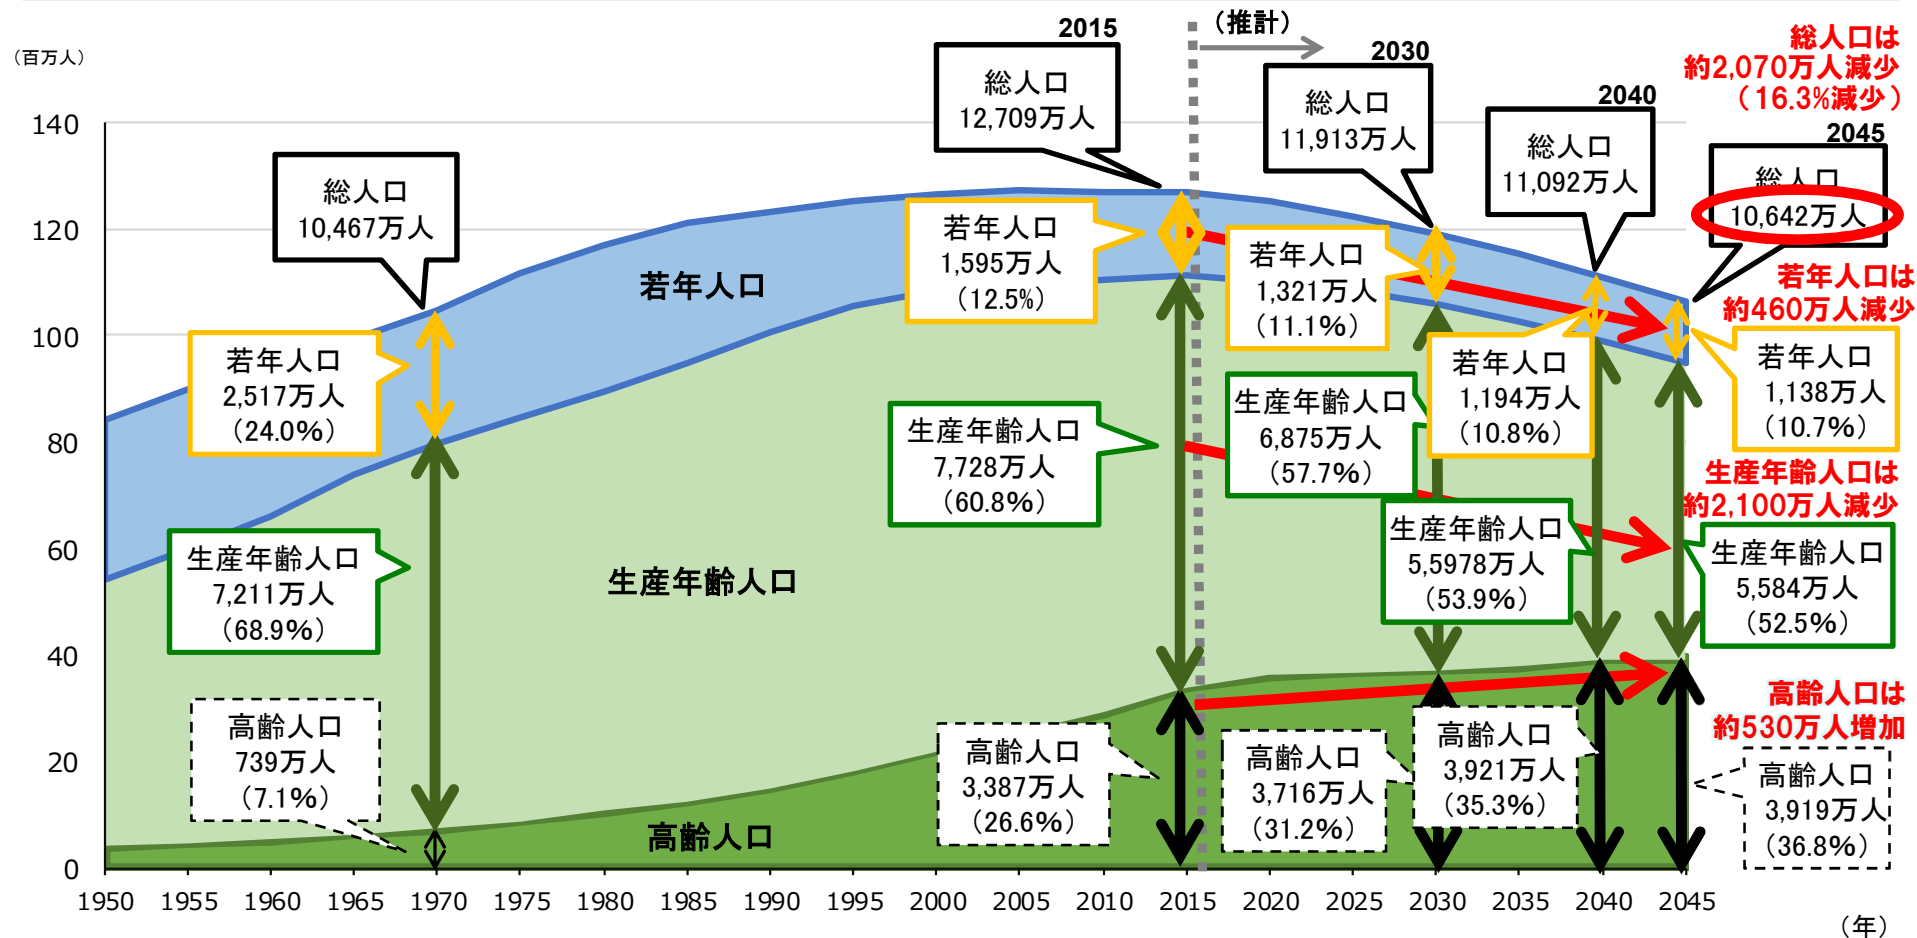 （百万人）
2015
（推計）
2030
2040
2045
総人口は
約2,070万人減少
（16.3%減少）
総人口
10,467万人
総人口
12,709万人
総人口
11,913万人
総人口
11,092万人
総人口
10,642万人
若年人口
2,517万人
（24.0%）
若年人口
若年人口
1,595万人
（12.5%）
若年人口
1,321万人
（11.1%）
若年人口
1,194万人
（10.8%）
若年人口は
約460万人減少
若年人口
1,138万人
（10.7%）
生産年齢人口
7,211万人
（68.9%）
生産年齢人口
生産年齢人口
7,728万人
（60.8%）
生産年齢人口
6,875万人
（57.7%）
生産年齢人口
5,5978万人
（53.9%）
生産年齢人口は
約2,100万人減少
生産年齢人口
5,584万人
（52.5%）
高齢人口
739万人
（7.1%）
高齢人口
高齢人口
3,387万人
（26.6%）
高齢人口
3,716万人
（31.2%）
高齢人口
3,921万人
（35.3%）
高齢人口は
約530万人増加
高齢人口
3,919万人
（36.8%）
140
120
100
80
60
40
20
0
1950 1955 1960 1965 1970 1975 1980 1985 1990 1995 2000 2005 2010 2015 2020 2025 2030 2035 2040 2045
（年）